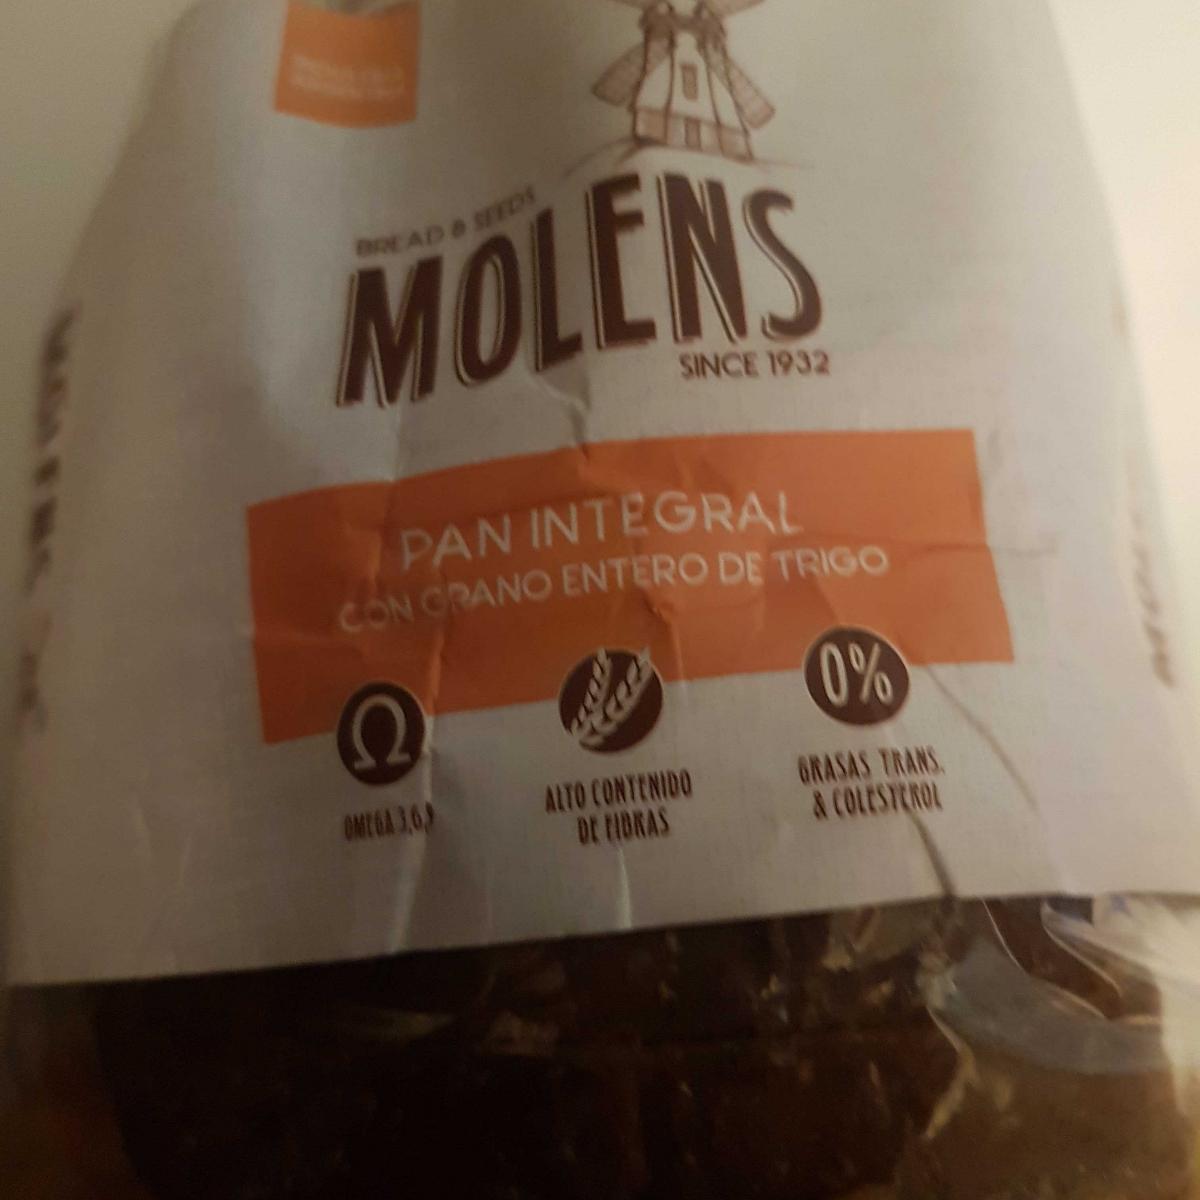 BREAD & SEEDS
MOLENS
SINCE 1932
PAN INTEGRAL
CON GRANO ENTERO DE TRIGO
0%
OMEGA 3,6,9
ALTO CONTENIDO
DE FIBRAS
GRASAS TRANS.
& COLESTEROL